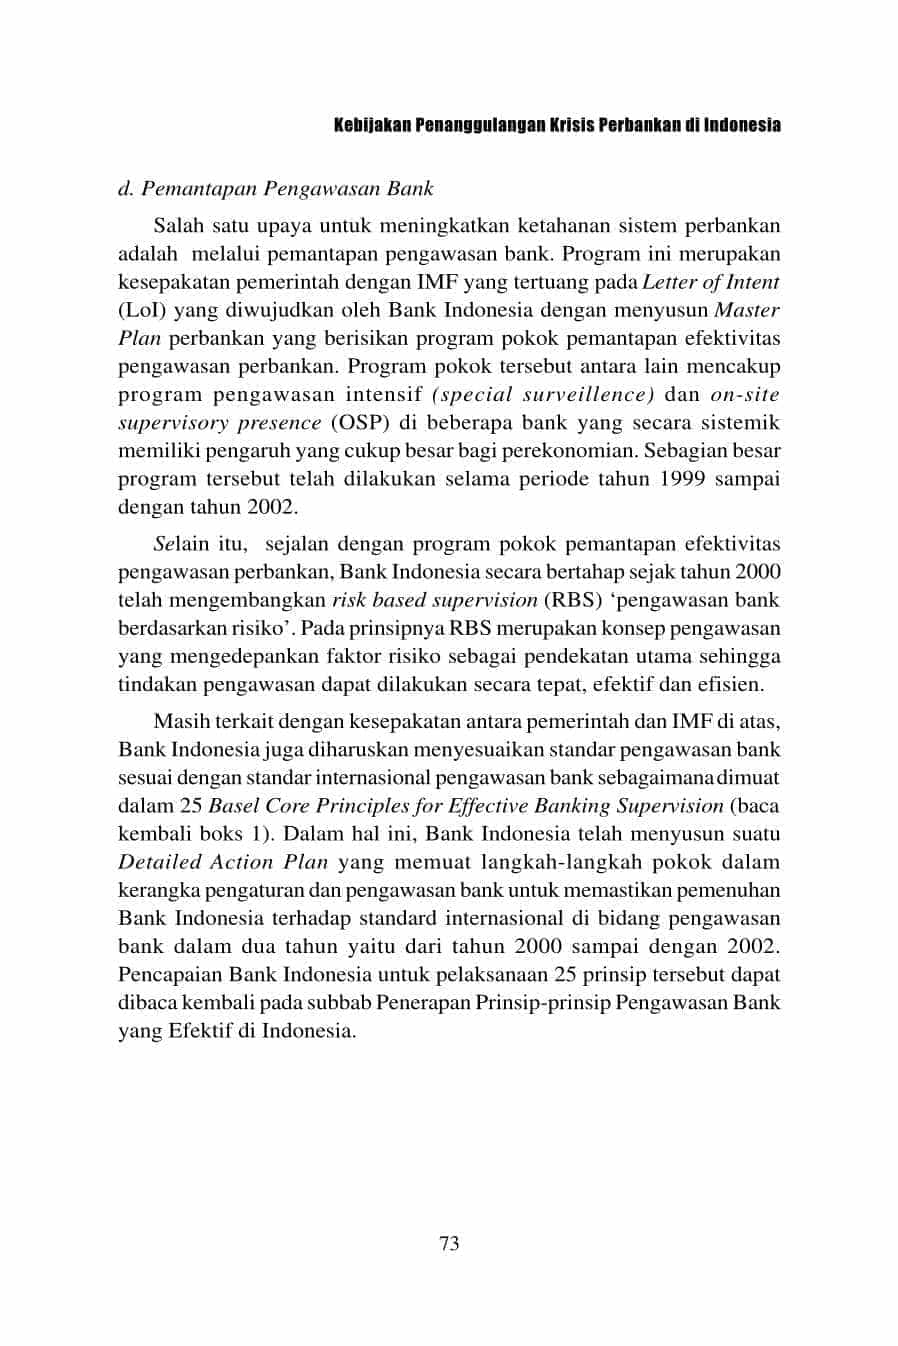 Kebijakan Penanggulangan Krisis Perbankan di Indonesia
d. Pemantapan Pengawasan Bank
Salah satu upaya untuk meningkatkan ketahanan sistem perbankan
adalah melalui pemantapan pengawasan bank. Program ini merupakan
kesepakatan pemerintah dengan IMF yang tertuang pada Letter of Intent
(LoI) yang diwujudkan oleh Bank Indonesia dengan menyusun Master
Plan perbankan yang berisikan program pokok pemantapan efektivitas
pengawasan perbankan. Program pokok tersebut antara lain mencakup
program pengawasan intensif (special surveillence) dan on-site
supervisory presence (OSP) di beberapa bank yang secara sistemik
memiliki pengaruh yang cukup besar bagi perekonomian. Sebagian besar
program tersebut telah dilakukan selama periode tahun 1999 sampai
dengan tahun 2002.
Selain itu, sejalan dengan program pokok pemantapan efektivitas
pengawasan perbankan, Bank Indonesia secara bertahap sejak tahun 2000
telah mengembangkan risk based supervision (RBS) ‘pengawasan bank
berdasarkan risiko’. Pada prinsipnya RBS merupakan konsep pengawasan
yang mengedepankan faktor risiko sebagai pendekatan utama sehingga
tindakan pengawasan dapat dilakukan secara tepat, efektif dan efisien.
Masih terkait dengan kesepakatan antara pemerintah dan IMF di atas,
Bank Indonesia juga diharuskan menyesuaikan standar pengawasan bank
sesuai dengan standar internasional pengawasan bank sebagaimana dimuat
dalam 25 Basel Core Principles for Effective Banking Supervision (baca
kembali boks 1). Dalam hal ini, Bank Indonesia telah menyusun suatu
Detailed Action Plan yang memuat langkah-langkah pokok dalam
kerangka pengaturan dan pengawasan bank untuk memastikan pemenuhan
Bank Indonesia terhadap standard internasional di bidang pengawasan
bank dalam dua tahun yaitu dari tahun 2000 sampai dengan 2002.
Pencapaian Bank Indonesia untuk pelaksanaan 25 prinsip tersebut dapat
dibaca kembali pada subbab Penerapan Prinsip-prinsip Pengawasan Bank
yang Efektif di Indonesia.
73